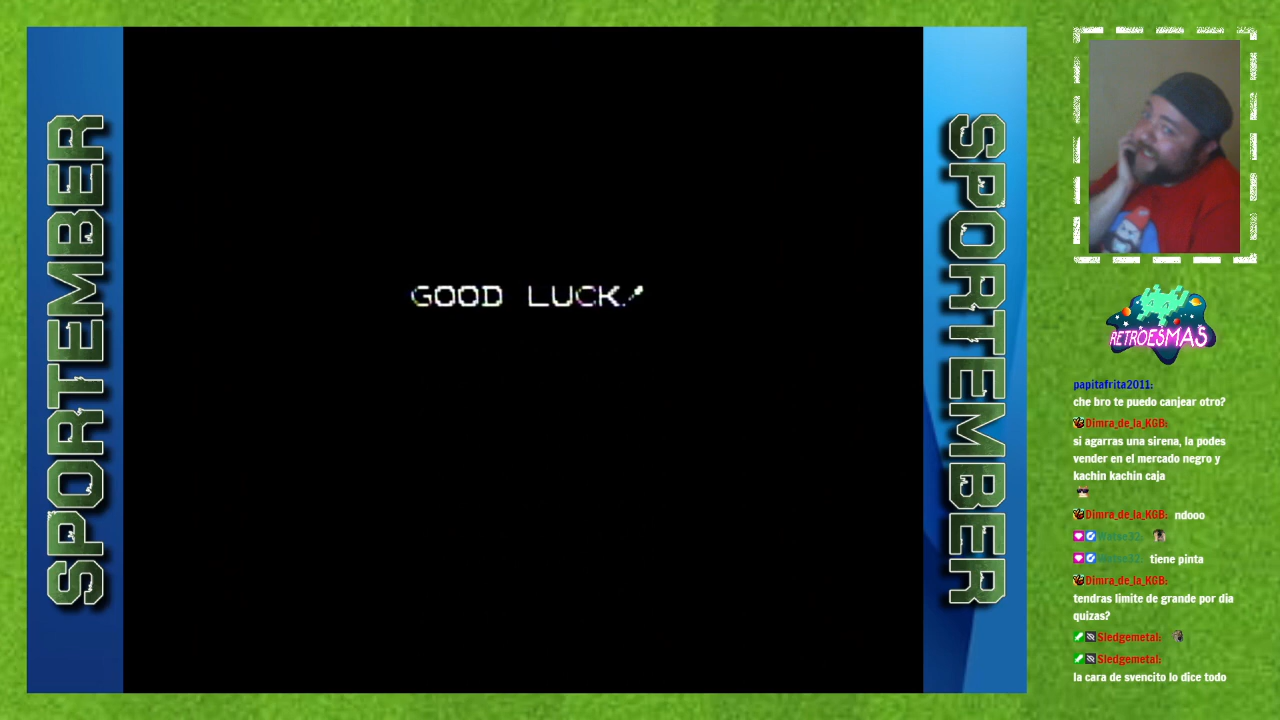 SPORTEMBER
GOOD LUCK!
SPORTEMBER
RETROESMAS
papitafrita2011:
che bro te puedo canjear otro?
Dimra_de_la_KGB:
si agarras una sirena, la podes
vender en el mercado negro y
kachin kachin caja
Dimra_de_la_KGB: ndooo
tiene pinta
Dimra_de_la_KGB:
tendras limite de grande por dia
quizas?
Sledgemetal:
Sledgemetal:
la cara de svencito lo dice todo